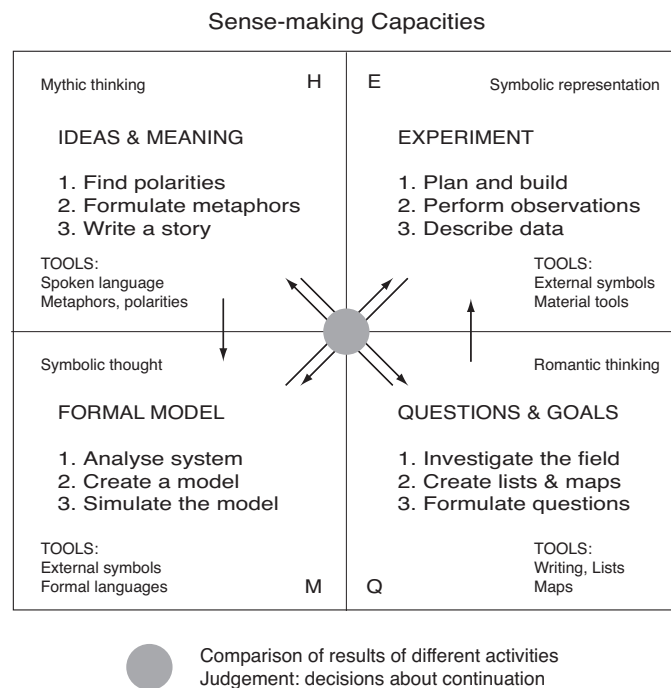 Sense-making Capacities
Mythic thinking
H
IDEAS & MEANING
1. Find polarities
2. Formulate metaphors
3. Write a story
TOOLS:
Spoken language
Metaphors, polarities
E
Symbolic representation
EXPERIMENT
1. Plan and build
2. Perform observations
3. Describe data
TOOLS:
External symbols
Material tools
Symbolic thought
FORMAL MODEL
1. Analyse system
2. Create a model
3. Simulate the model
TOOLS:
External symbols
Formal languages
M
Romantic thinking
QUESTIONS & GOALS
1. Investigate the field
2. Create lists & maps
3. Formulate questions
TOOLS:
Writing, Lists
Maps
Q
Comparison of results of different activities
Judgement: decisions about continuation